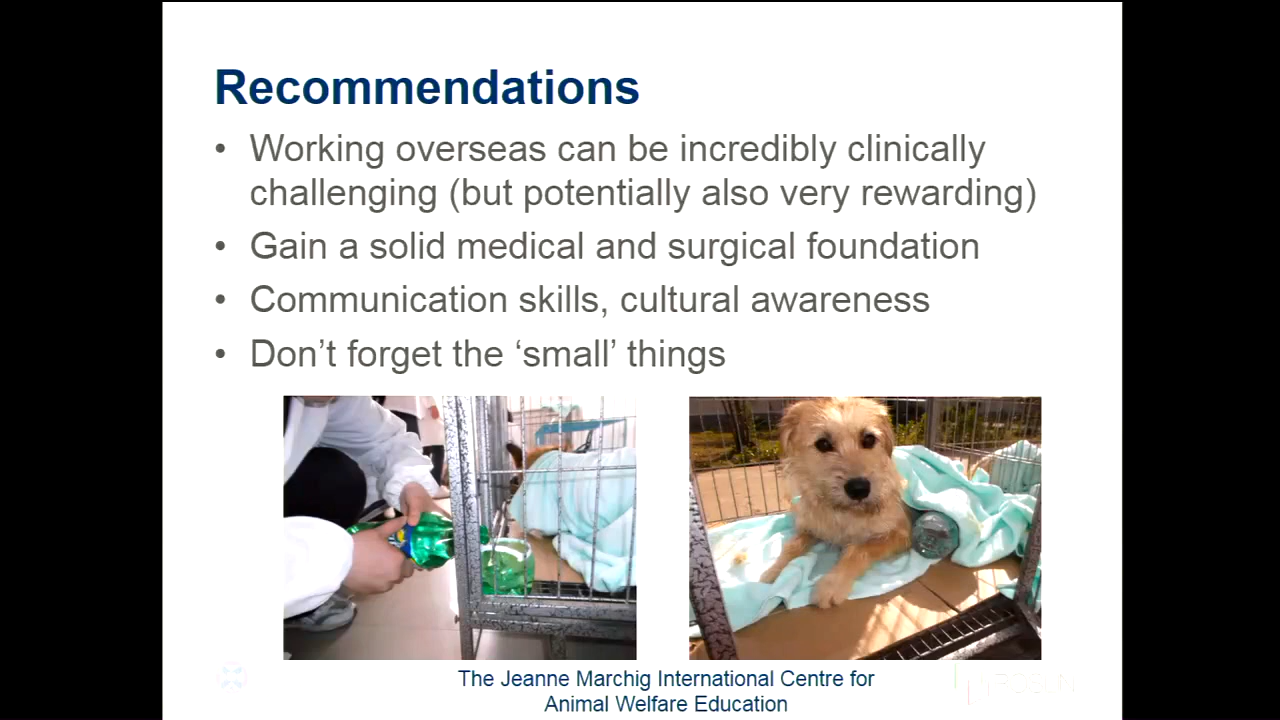 Recommendations
• Working overseas can be incredibly clinically
challenging (but potentially also very rewarding)
• Gain a solid medical and surgical foundation
• Communication skills, cultural awareness
• Don’t forget the ‘small’ things
The Jeanne Marchig International Centre for
Animal Welfare Education